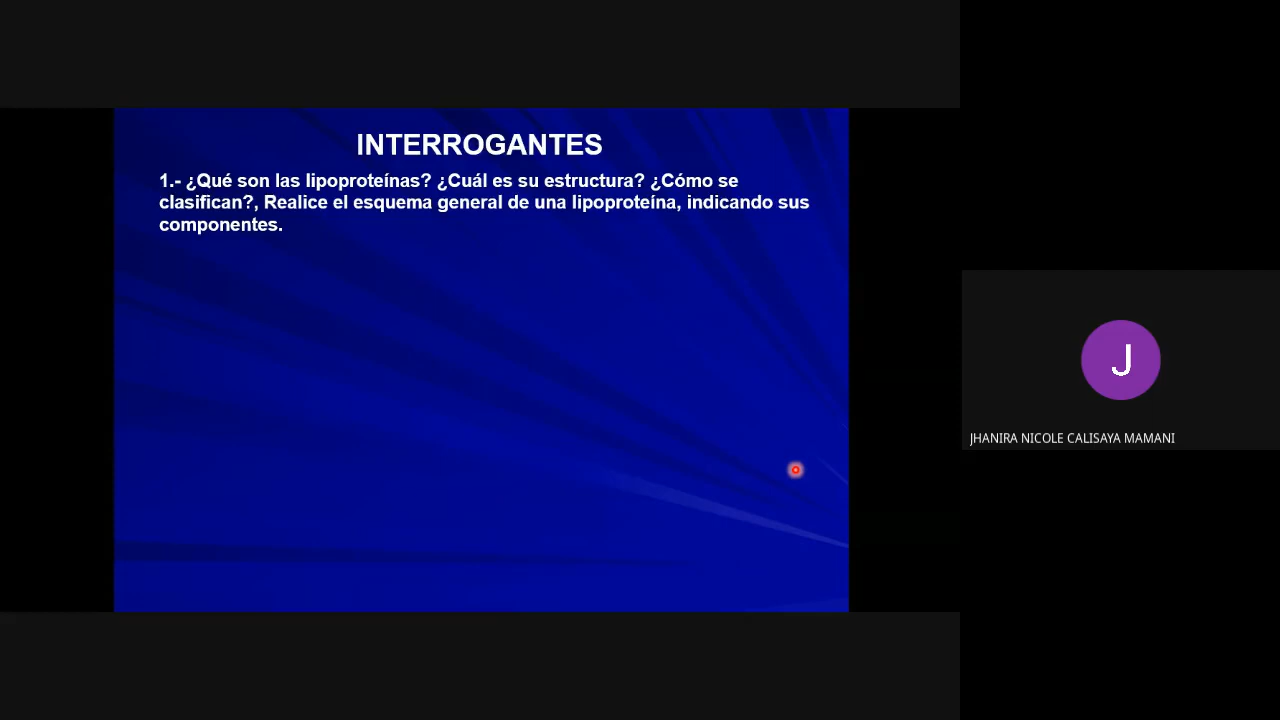 INTERROGANTES
1.- ¿Qué son las lipoproteínas? ¿Cuál es su estructura? ¿Cómo se
clasifican?, Realice el esquema general de una lipoproteína, indicando sus
componentes.
J
JHANIRA NICOLE CALISAYA MAMANI